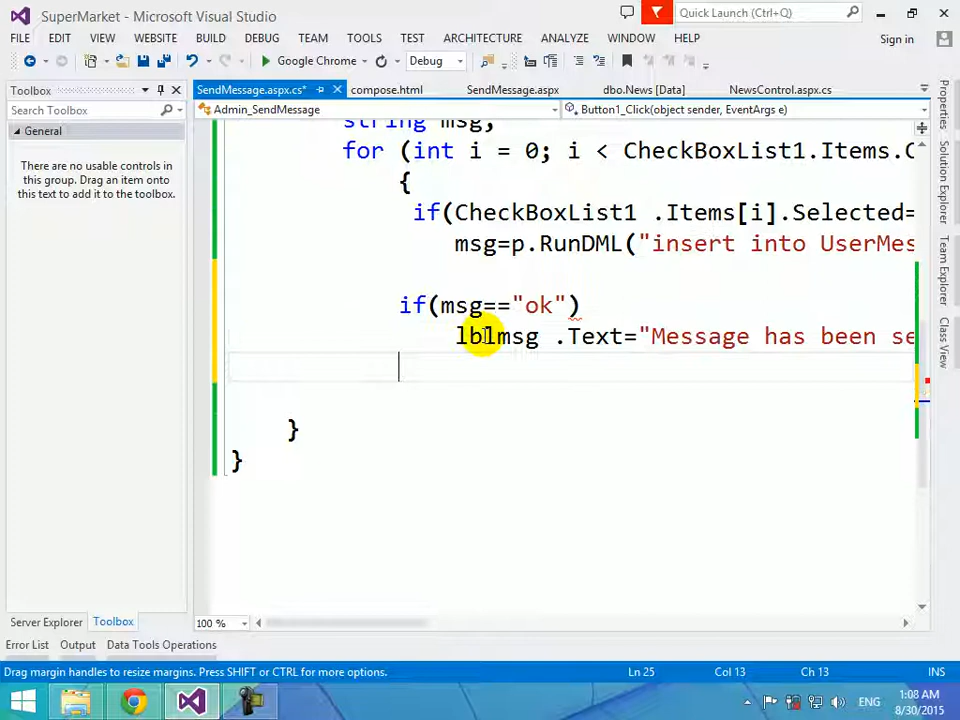 SuperMarket - Microsoft Visual Studio
Quick Launch (Ctrl+Q)
FILE EDIT VIEW WEBSITE BUILD DEBUG TEAM TOOLS TEST ARCHITECTURE ANALYZE WINDOW HELP Sign in
Google Chrome Debug
Toolbox
SendMessage.aspx.cs* compose.html SendMessage.aspx dbo.News [Data] NewsControl.aspx.cs
Search Toolbox
Admin_SendMessage Button1_Click(object sender, EventArgs e)
General
There are no usable controls in
this group. Drag an item onto
this text to add it to the toolbox.
string msg;
for (int i = 0; i < CheckBoxList1.Items.C
{
if(CheckBoxList1 .Items[i].Selected=
msg=p.RunDML("insert into UserMes
if(msg=="ok")
lblmsg .Text="Message has been se
}
}
Properties
Solution Explorer
Team Explorer
Class View
Server Explorer Toolbox
100 %
Error List Output Data Tools Operations
Drag margin handles to resize margins. Press SHIFT or CTRL for more options. Ln 25 Col 13 Ch 13 INS
ENG
1:08 AM
8/30/2015